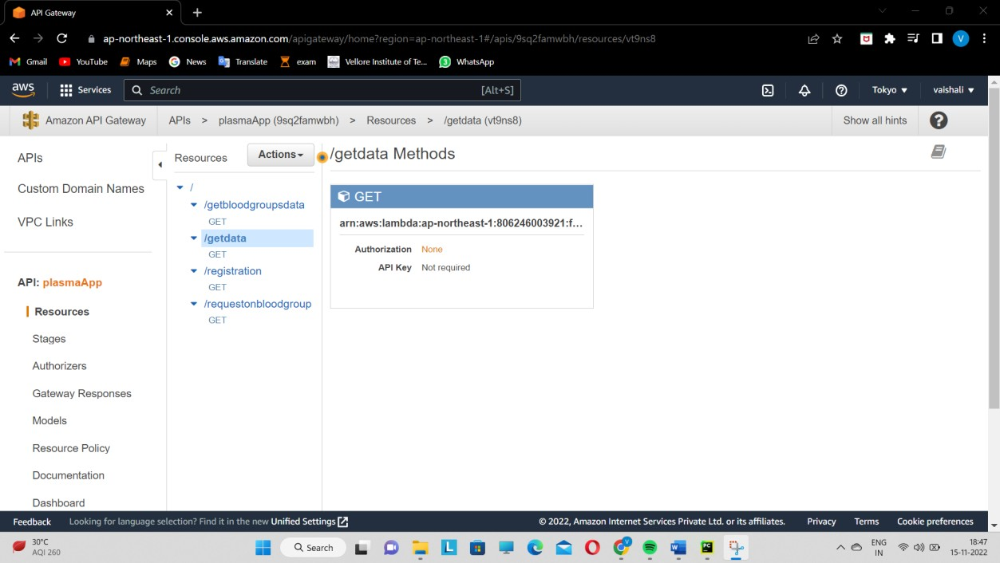 API Gateway
ap-northeast-1.console.aws.amazon.com/apigateway/home?region=ap-northeast-1#/apis/9sq2famwbh/resources/vt9ns8
V
Gmail YouTube Maps News Translate exam Vellore Institute of Te... 3 WhatsApp
aws Services Search [Alt+S] Tokyo vaishali
Amazon API Gateway APIs > plasmaApp (9sq2famwbh) > Resources > /getdata (vt9ns8) Show all hints ?
APIs
Custom Domain Names
VPC Links
API: plasmaApp
Resources
Stages
Authorizers
Gateway Responses
Models
Resource Policy
Documentation
Dashboard
Resources Actions
/
/getbloodgroupsdata
GET
/getdata
GET
/registration
GET
/requestonbloodgroup
GET
/getdata Methods
GET
arn:aws:lambda:ap-northeast-1:806246003921:f...
Authorization None
API Key Not required
Feedback Looking for language selection? Find it in the new Unified Settings © 2022, Amazon Internet Services Private Ltd. or its affiliates. Privacy Terms Cookie preferences
30°C
AQI 260
Search
L
V
W
PC
ENG
IN
18:47
15-11-2022